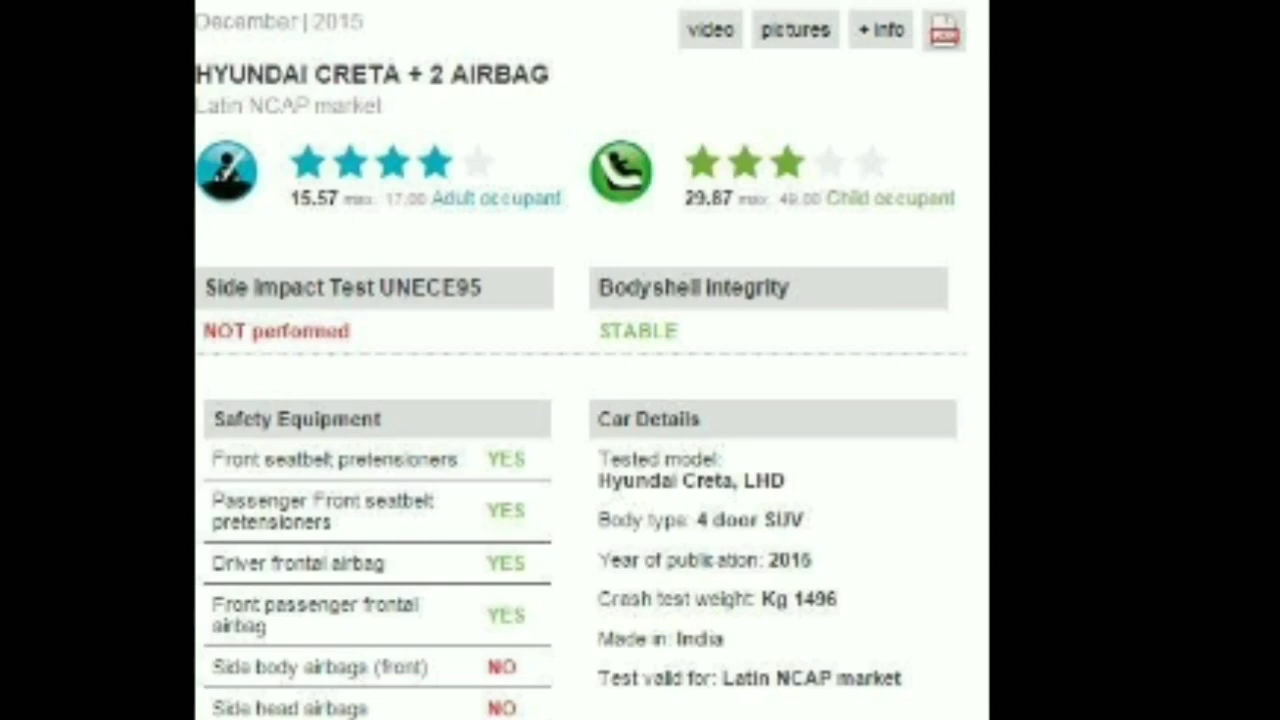 December | 2015
video pictures + info
HYUNDAI CRETA + 2 AIRBAG
Latin NCAP market
15.57 max. 17.00 Adult occupant
29.87 max. 49.00 Child occupant
Side Impact Test UNECE95
NOT performed
Bodyshell integrity
STABLE
Safety Equipment
Front seatbelt pretensioners YES
Passenger Front seatbelt
pretensioners YES
Driver frontal airbag YES
Front passenger frontal
airbag YES
Side body airbags (front) NO
Side head airbags NO
Car Details
Tested model:
Hyundai Creta, LHD
Body type: 4 door SUV
Year of publication: 2015
Crash test weight: Kg 1496
Made in: India
Test valid for: Latin NCAP market